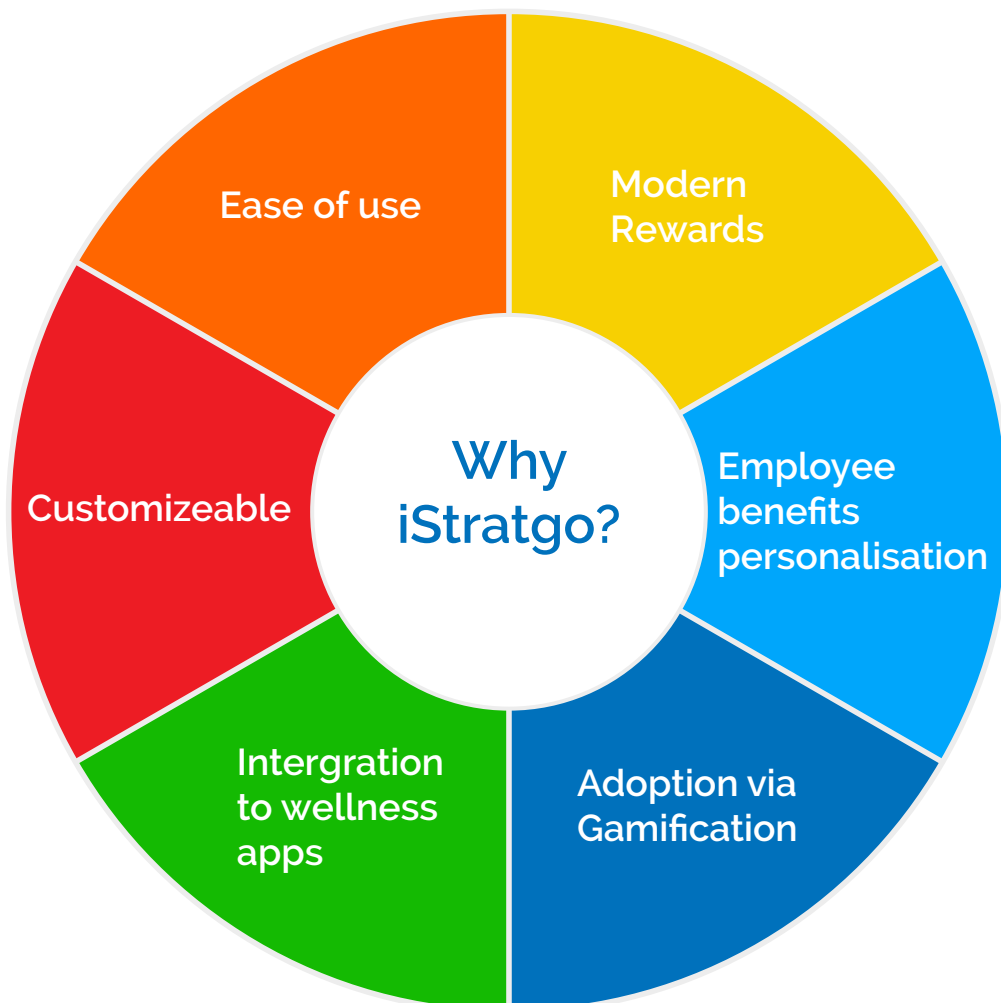 Ease of use
Modern
Rewards
Employee
benefits
personalisation
Adoption via
Gamification
Intergration
to wellness
apps
Customizeable
Why
iStratgo?